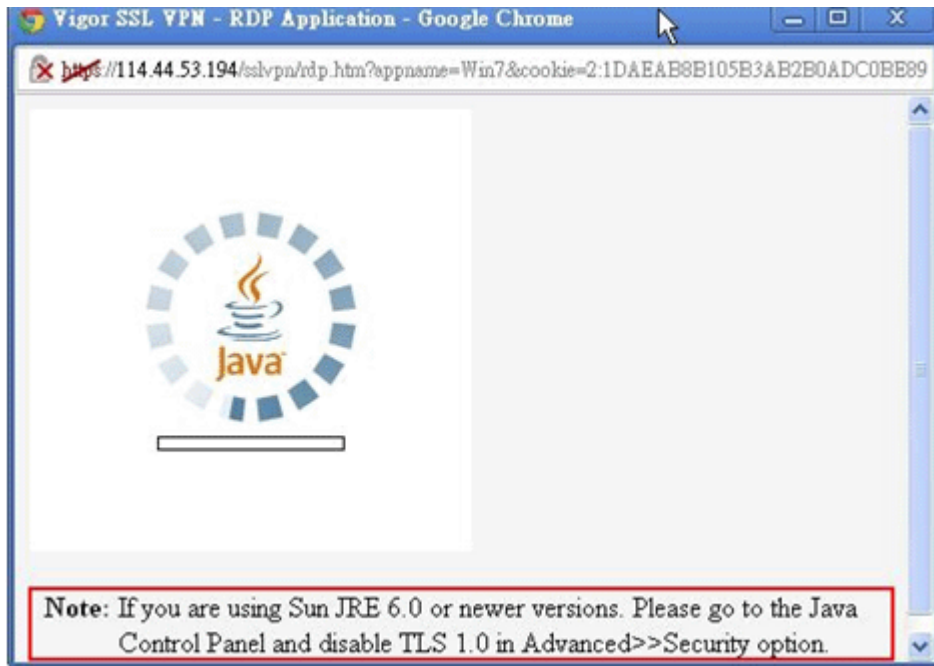 Vigor SSL VPN - RDP Application - Google Chrome
https://114.44.53.194/sslvpn/rdp.htm?appname=Win7&cookie=2:1DAEAB8B105B3AB2B0ADC0BE89
Java
Note: If you are using Sun JRE 6.0 or newer versions. Please go to the Java
Control Panel and disable TLS 1.0 in Advanced>>Security option.